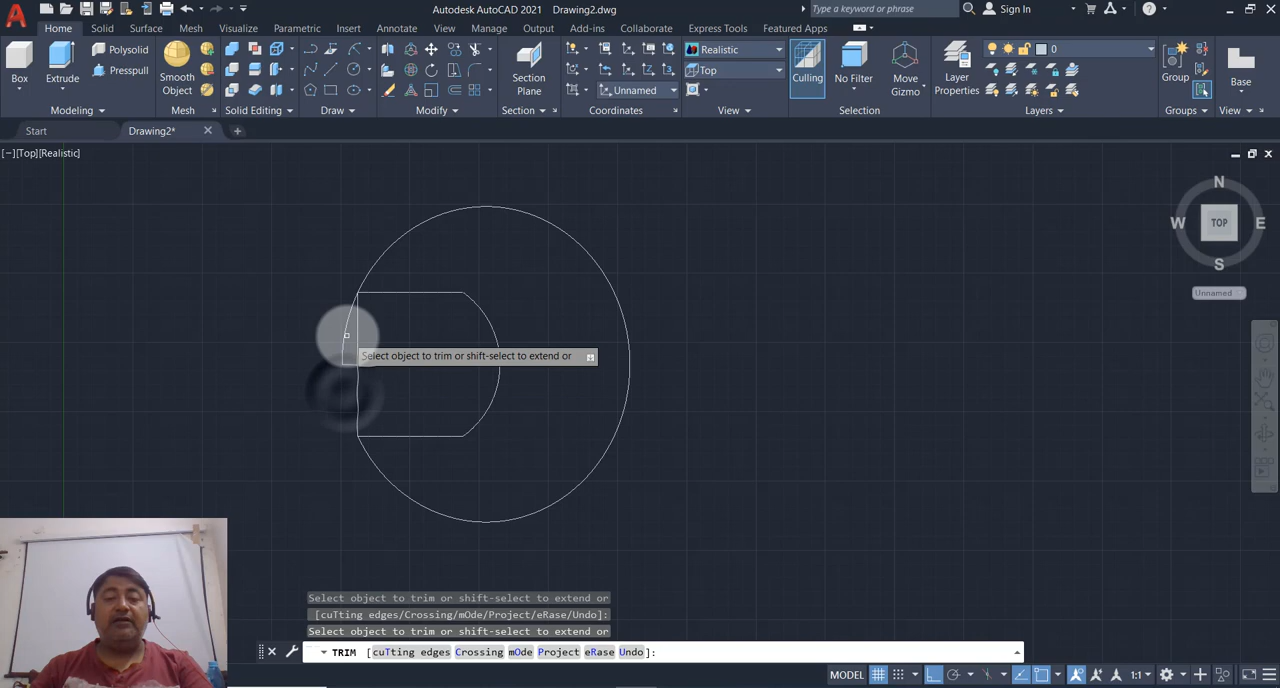 Autodesk AutoCAD 2021 Drawing2.dwg
Type a keyword or phrase
Sign In
Home Solid Surface Mesh Visualize Parametric Insert Annotate View Manage Output Add-ins Collaborate Express Tools Featured Apps
Box
Extrude
Polysolid
Presspull
Smooth Object
Section Plane
Unnamed
Realistic
Top
Culling
No Filter
Move Gizmo
Layer Properties
0
Group
Base
Modeling
Mesh
Solid Editing
Draw
Modify
Section
Coordinates
View
Selection
Layers
Groups
View
Start
Drawing2*
[−][Top][Realistic]
N
W
TOP
E
S
Unnamed
Select object to trim or shift-select to extend or
Select object to trim or shift-select to extend or
[cuTting edges/Crossing/mOde/Project/eRase/Undo]:
Select object to trim or shift-select to extend or
TRIM [cuTting edges Crossing mOde Project eRase Undo]:
MODEL
1:1